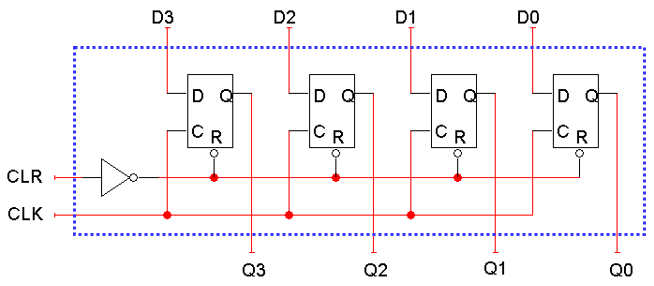 D3 D2 D1 D0
D Q D Q D Q D Q
C R C R C R C R
CLR
CLK
Q3 Q2 Q1 Q0